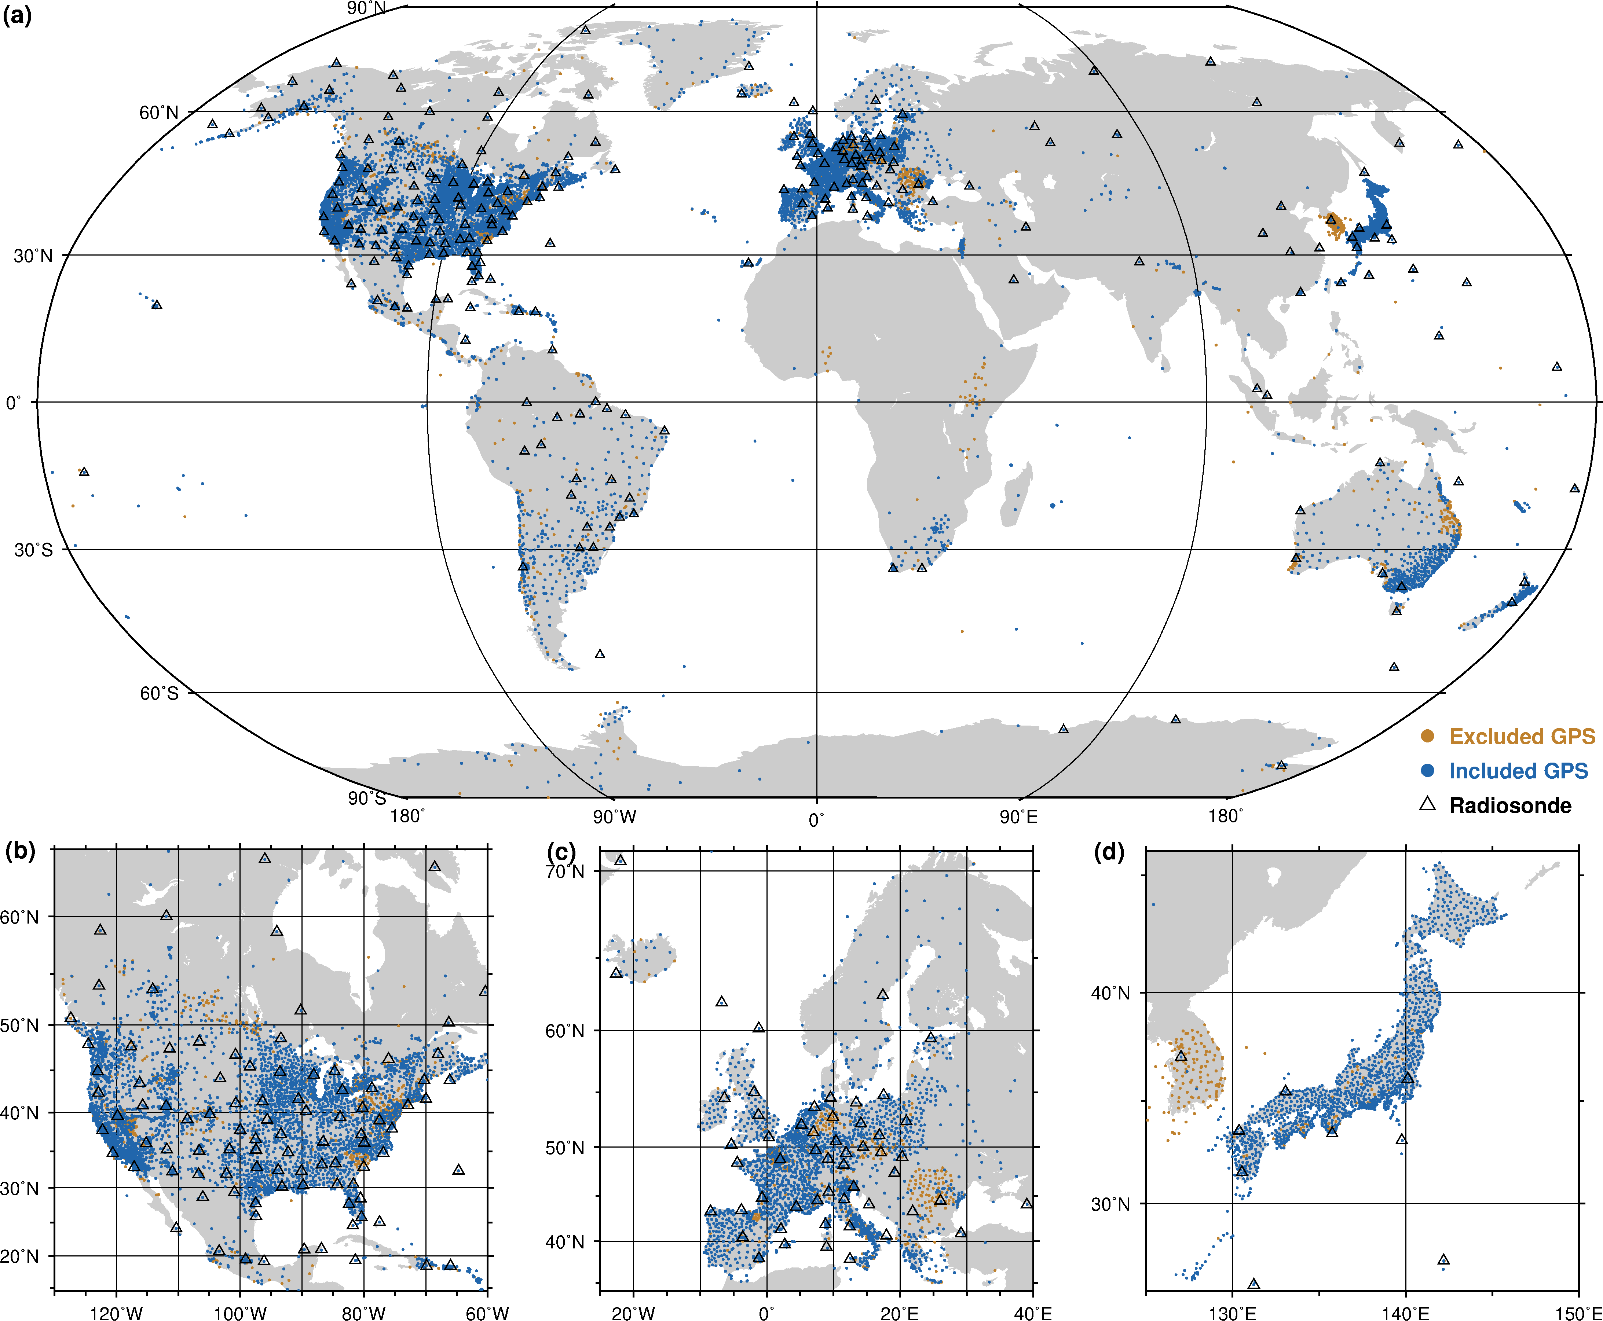 (a)
90°N
60°N
30°N
0°
30°S
60°S
90°S
180° 90°W 0° 90°E 180°
Excluded GPS
Included GPS
Radiosonde
(b)
60°N
50°N
40°N
30°N
20°N
120°W 100°W 80°W 60°W
(c)
70°N
60°N
50°N
40°N
20°W 0° 20°E 40°E
(d)
40°N
30°N
130°E 140°E 150°E